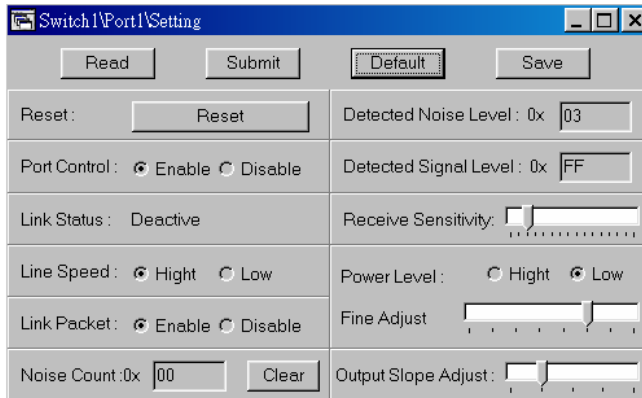 Switch1\Port1\Setting
Read Submit Default Save
Reset : Reset
Detected Noise Level : 0x 03
Port Control : Enable Disable
Detected Signal Level : 0x FF
Link Status : Deactive
Receive Sensitivity:
Line Speed : Hight Low
Power Level : Hight Low
Link Packet : Enable Disable
Fine Adjust
Noise Count :0x 00 Clear
Output Slope Adjust :